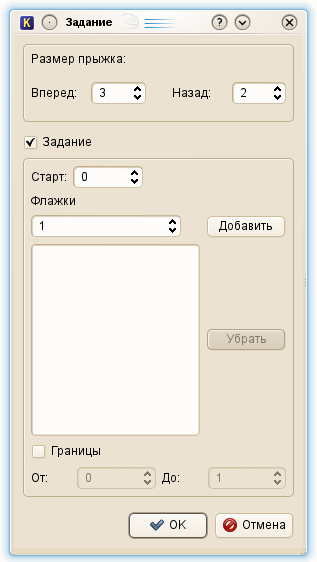 K Задание ?
Размер прыжка:
Вперед: 3 Назад: 2
Задание
Старт: 0
Флажки
1 Добавить
Убрать
Границы
От: 0 До: 1
OK Отмена